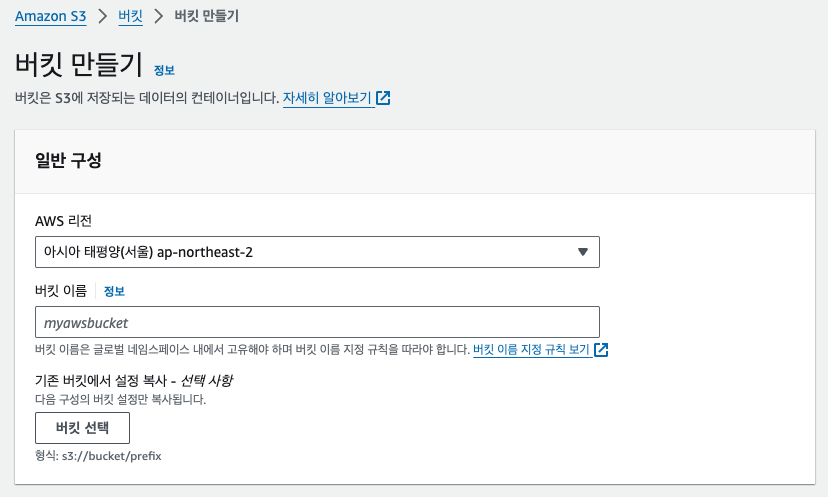 Amazon S3 > 버킷 > 버킷 만들기
버킷 만들기 정보
버킷은 S3에 저장되는 데이터의 컨테이너입니다. 자세히 알아보기
일반 구성
AWS 리전
아시아 태평양(서울) ap-northeast-2
버킷 이름 정보
myawsbucket
버킷 이름은 글로벌 네임스페이스 내에서 고유해야 하며 버킷 이름 지정 규칙을 따라야 합니다. 버킷 이름 지정 규칙 보기
기존 버킷에서 설정 복사 - 선택 사항
다음 구성의 버킷 설정만 복사됩니다.
버킷 선택
형식: s3://bucket/prefix